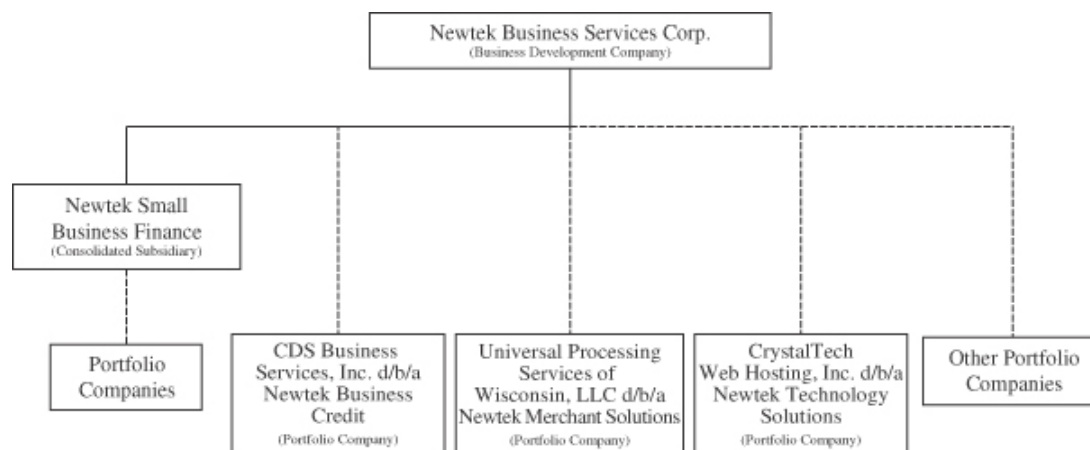 Newtek Business Services Corp.
(Business Development Company)
Newtek Small
Business Finance
(Consolidated Subsidiary)
Portfolio
Companies
CDS Business
Services, Inc. d/b/a
Newtek Business
Credit
(Portfolio Company)
Universal Processing
Services of
Wisconsin, LLC d/b/a
Newtek Merchant Solutions
(Portfolio Company)
CrystalTech
Web Hosting, Inc. d/b/a
Newtek Technology
Solutions
(Portfolio Company)
Other Portfolio
Companies